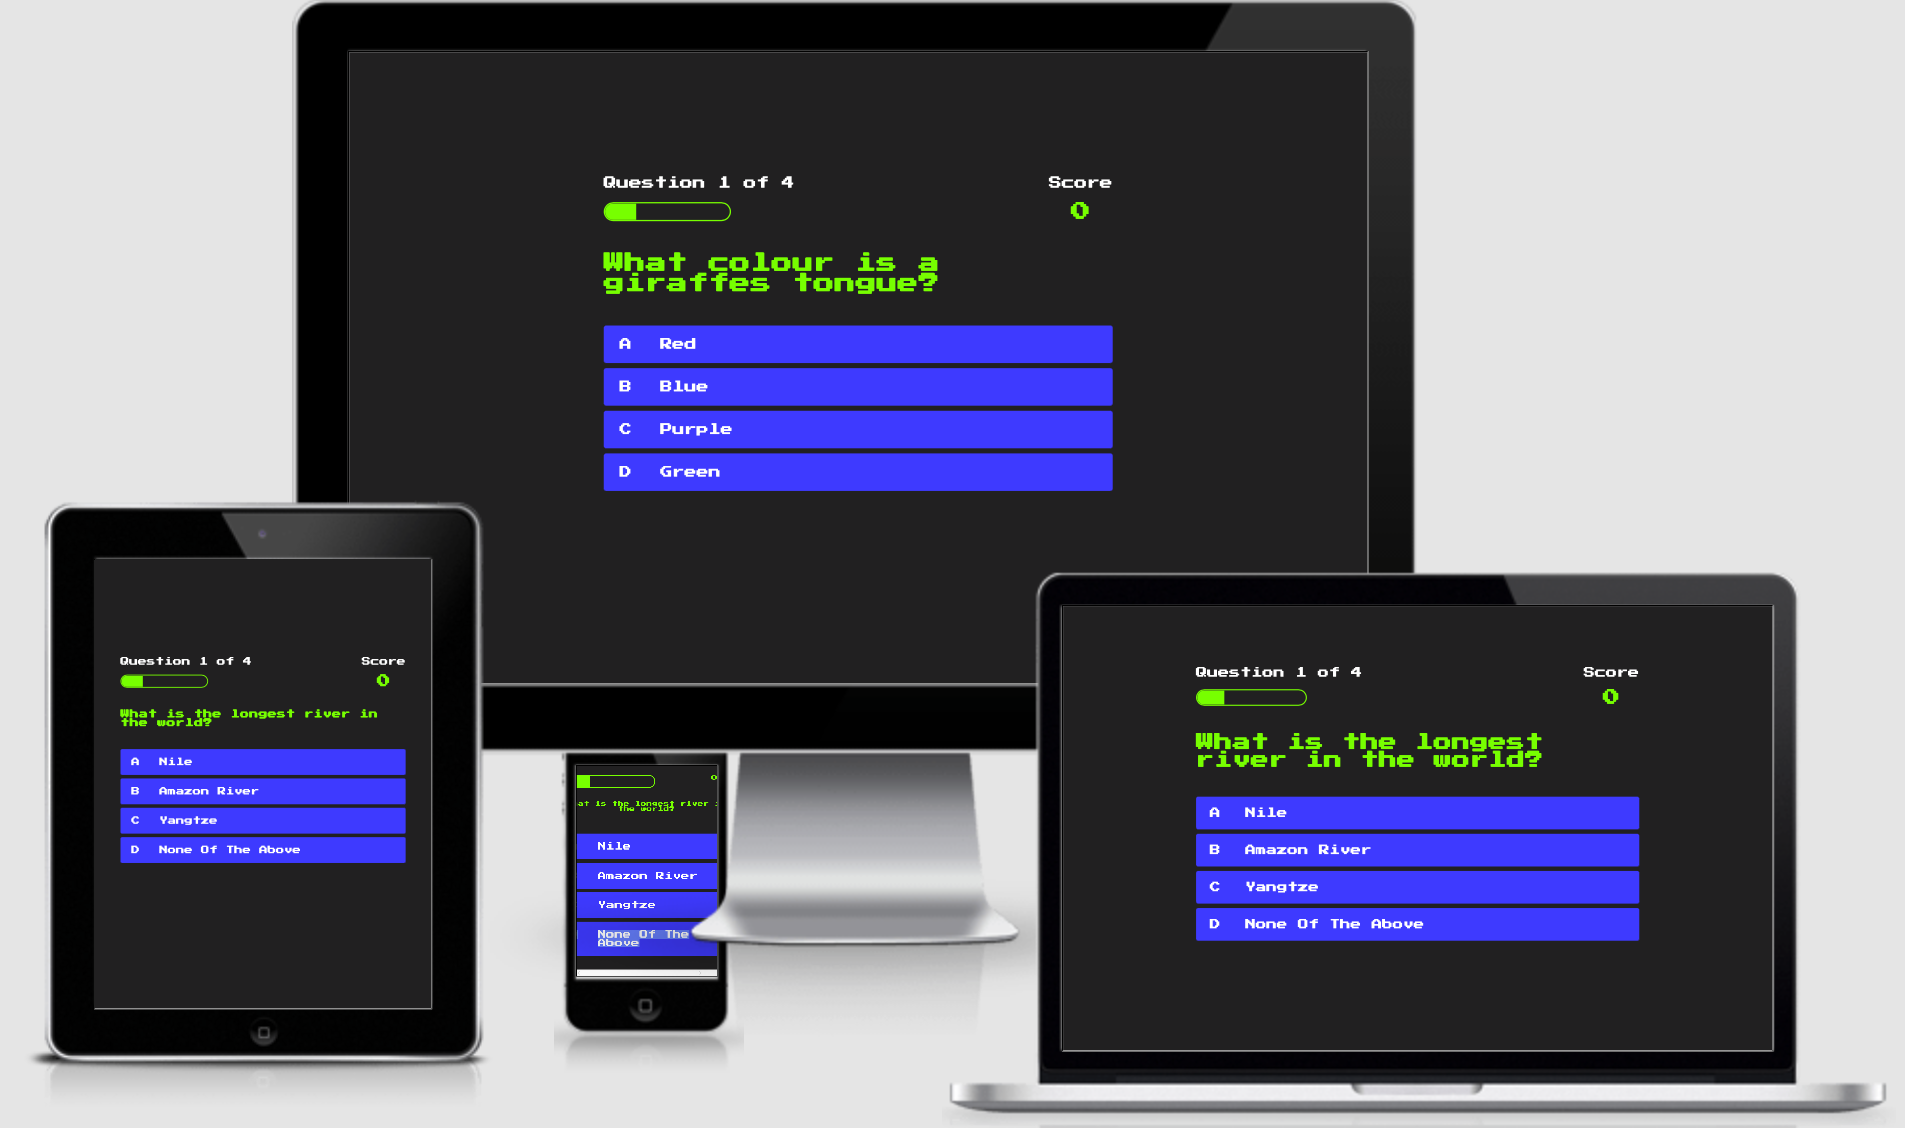 Question 1 of 4
Score
0
What colour is a
giraffes tongue?
A Red
B Blue
C Purple
D Green
Question 1 of 4
Score
0
What is the longest river in
the world?
A Nile
B Amazon River
C Yangtze
D None Of The Above
0
at is the longest river
the world?
Nile
Amazon River
Yangtze
None Of The
Above
Question 1 of 4
Score
0
What is the longest
river in the world?
A Nile
B Amazon River
C Yangtze
D None Of The Above